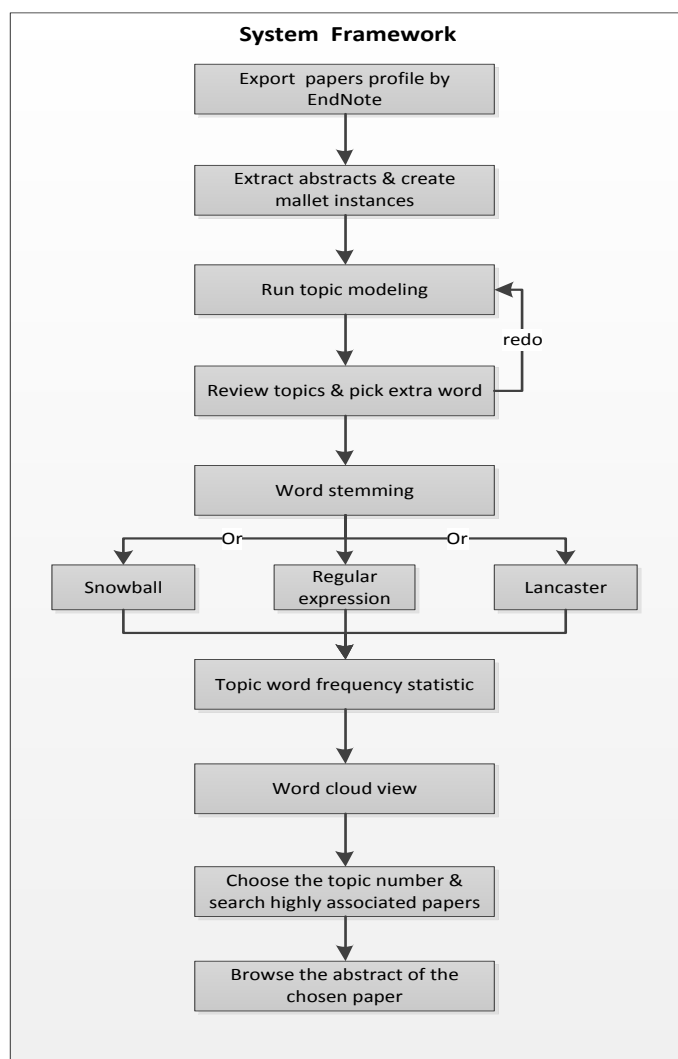 System Framework
Export papers profile by
EndNote
Extract abstracts & create
mallet instances
Run topic modeling
redo
Review topics & pick extra word
Word stemming
Or
Or
Snowball
Regular
expression
Lancaster
Topic word frequency statistic
Word cloud view
Choose the topic number &
search highly associated papers
Browse the abstract of the
chosen paper